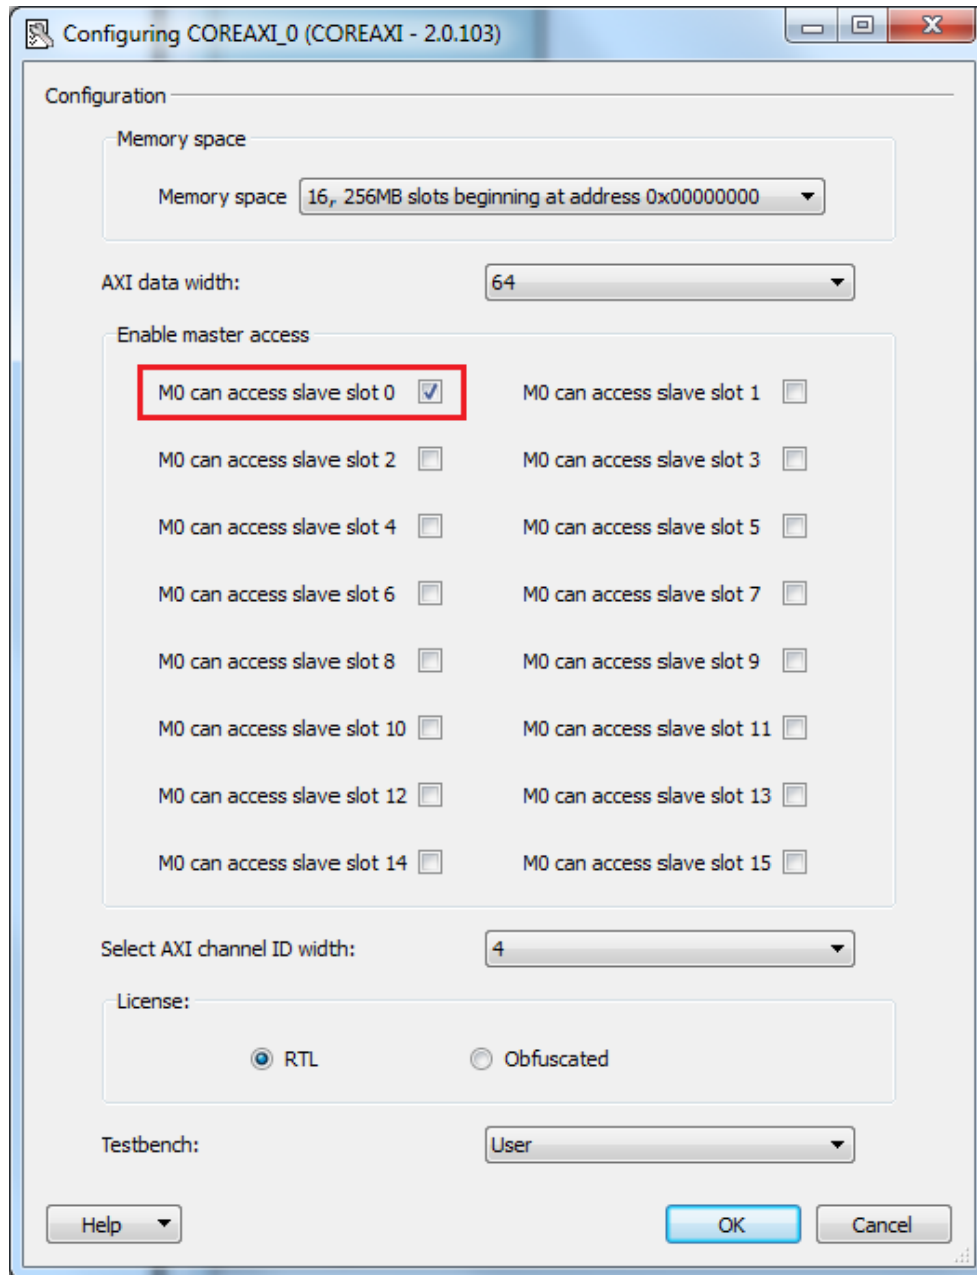 Configuring COREAXI_0 (COREAXI - 2.0.103)
Configuration
Memory space
Memory space 16,. 256MB slots beginning at address 0x00000000
AXI data width: 64
Enable master access
M0 can access slave slot 0 M0 can access slave slot 1
M0 can access slave slot 2 M0 can access slave slot 3
M0 can access slave slot 4 M0 can access slave slot 5
M0 can access slave slot 6 M0 can access slave slot 7
M0 can access slave slot 8 M0 can access slave slot 9
M0 can access slave slot 10 M0 can access slave slot 11
M0 can access slave slot 12 M0 can access slave slot 13
M0 can access slave slot 14 M0 can access slave slot 15
Select AXI channel ID width: 4
License:
RTL Obfuscated
Testbench: User
Help OK Cancel